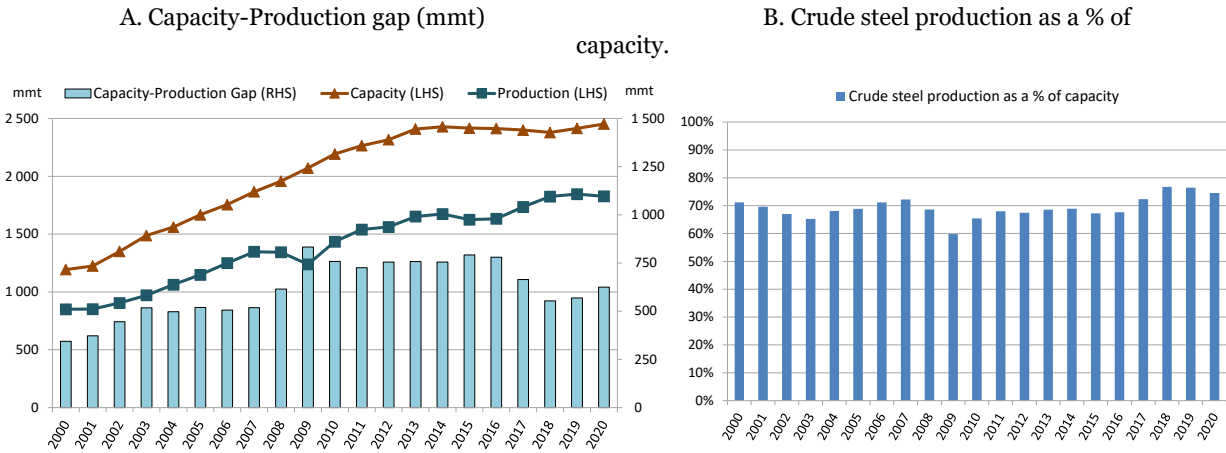 A. Capacity-Production gap (mmt)
B. Crude steel production as a % of
capacity.
mmt
Capacity-Production Gap (RHS)
Capacity (LHS)
Production (LHS)
mmt
2 500
2 000
1 500
1 000
500
0
1 500
1 250
1 000
750
500
250
0
2000 2001 2002 2003 2004 2005 2006 2007 2008 2009 2010 2011 2012 2013 2014 2015 2016 2017 2018 2019 2020
Crude steel production as a % of capacity
100%
90%
80%
70%
60%
50%
40%
30%
20%
10%
0%
2000 2001 2002 2003 2004 2005 2006 2007 2008 2009 2010 2011 2012 2013 2014 2015 2016 2017 2018 2019 2020